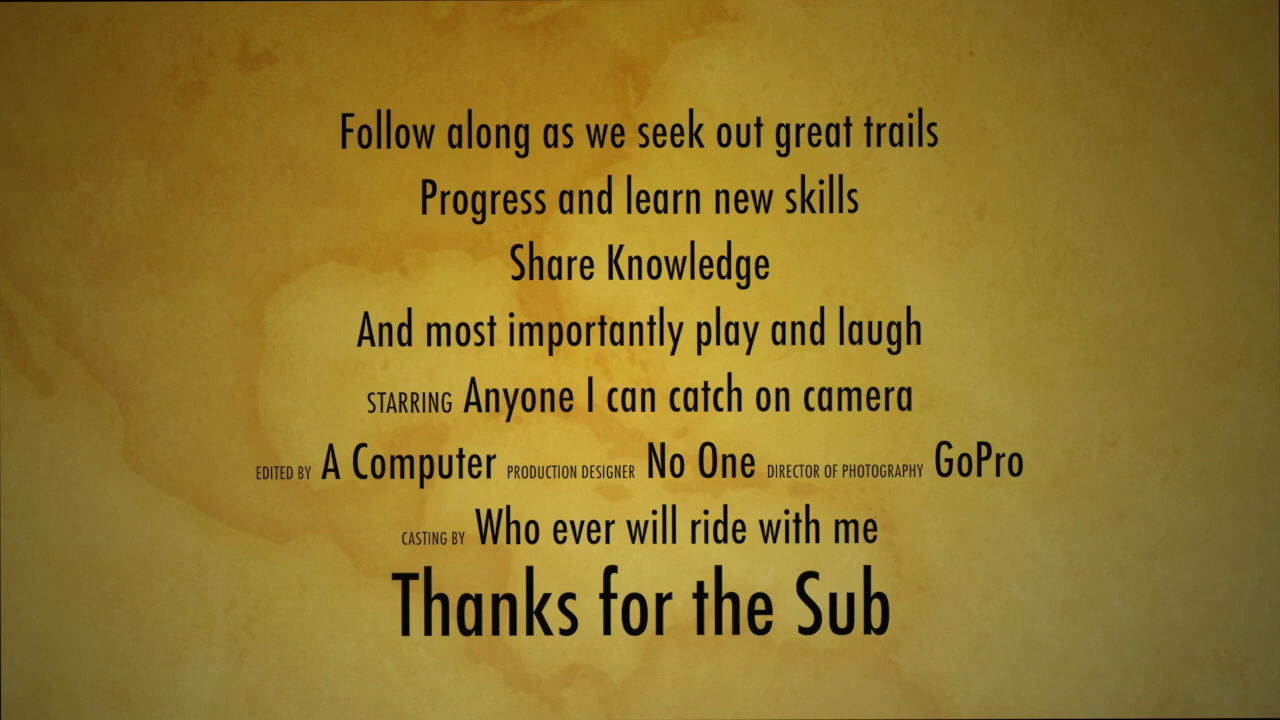 Follow along as we seek out great trails
Progress and learn new skills
Share Knowledge
And most importantly play and laugh
STARRING Anyone I can catch on camera
EDITED BY A Computer PRODUCTION DESIGNER No One DIRECTOR OF PHOTOGRAPHY GoPro
CASTING BY Who ever will ride with me
Thanks for the Sub